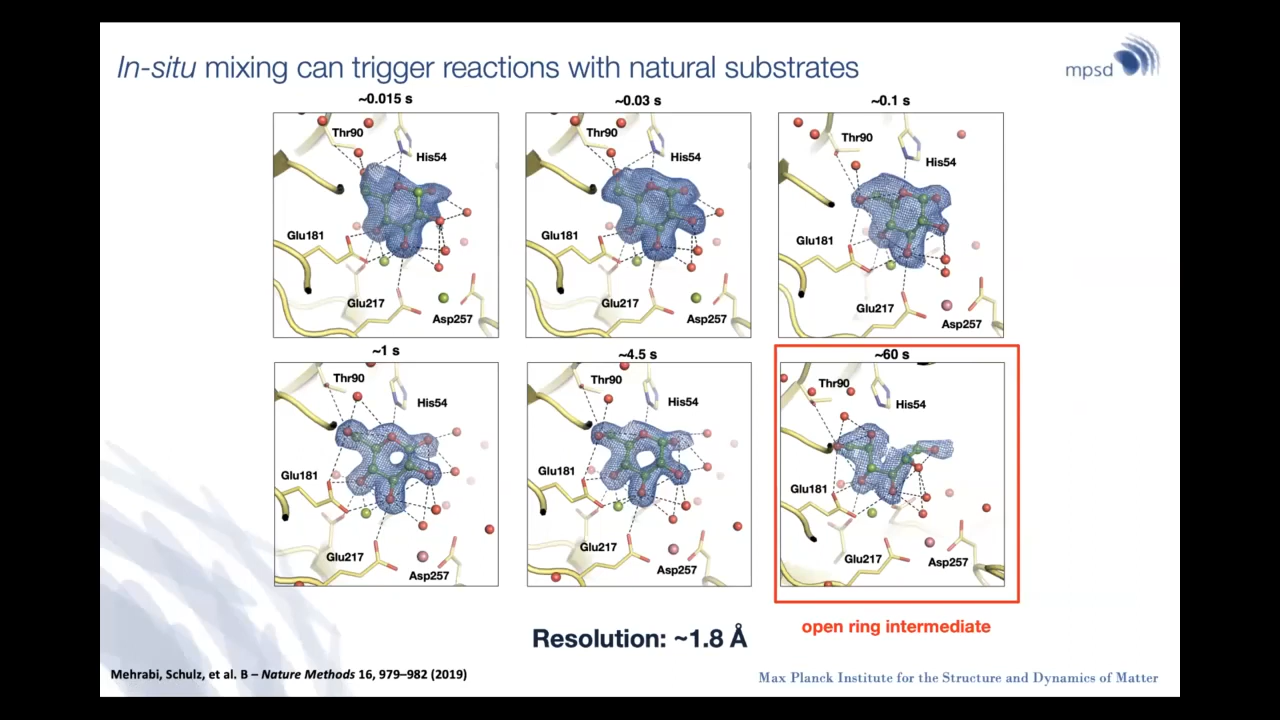 In-situ mixing can trigger reactions with natural substrates
mpsd
~0.015 s
~0.03 s
~0.1 s
Thr90
His54
Glu181
Glu217
Asp257
Thr90
His54
Glu181
Glu217
Asp257
Thr90
His54
Glu181
Glu217
Asp257
~1 s
~4.5 s
~60 s
Thr90
His54
Glu181
Glu217
Asp257
Thr90
His54
Glu181
Glu217
Asp257
Thr90
His54
Glu181
Glu217
Asp257
Resolution: ~1.8 Å
open ring intermediate
Mehrabi, Schulz, et al. B – Nature Methods 16, 979–982 (2019)
Max Planck Institute for the Structure and Dynamics of Matter